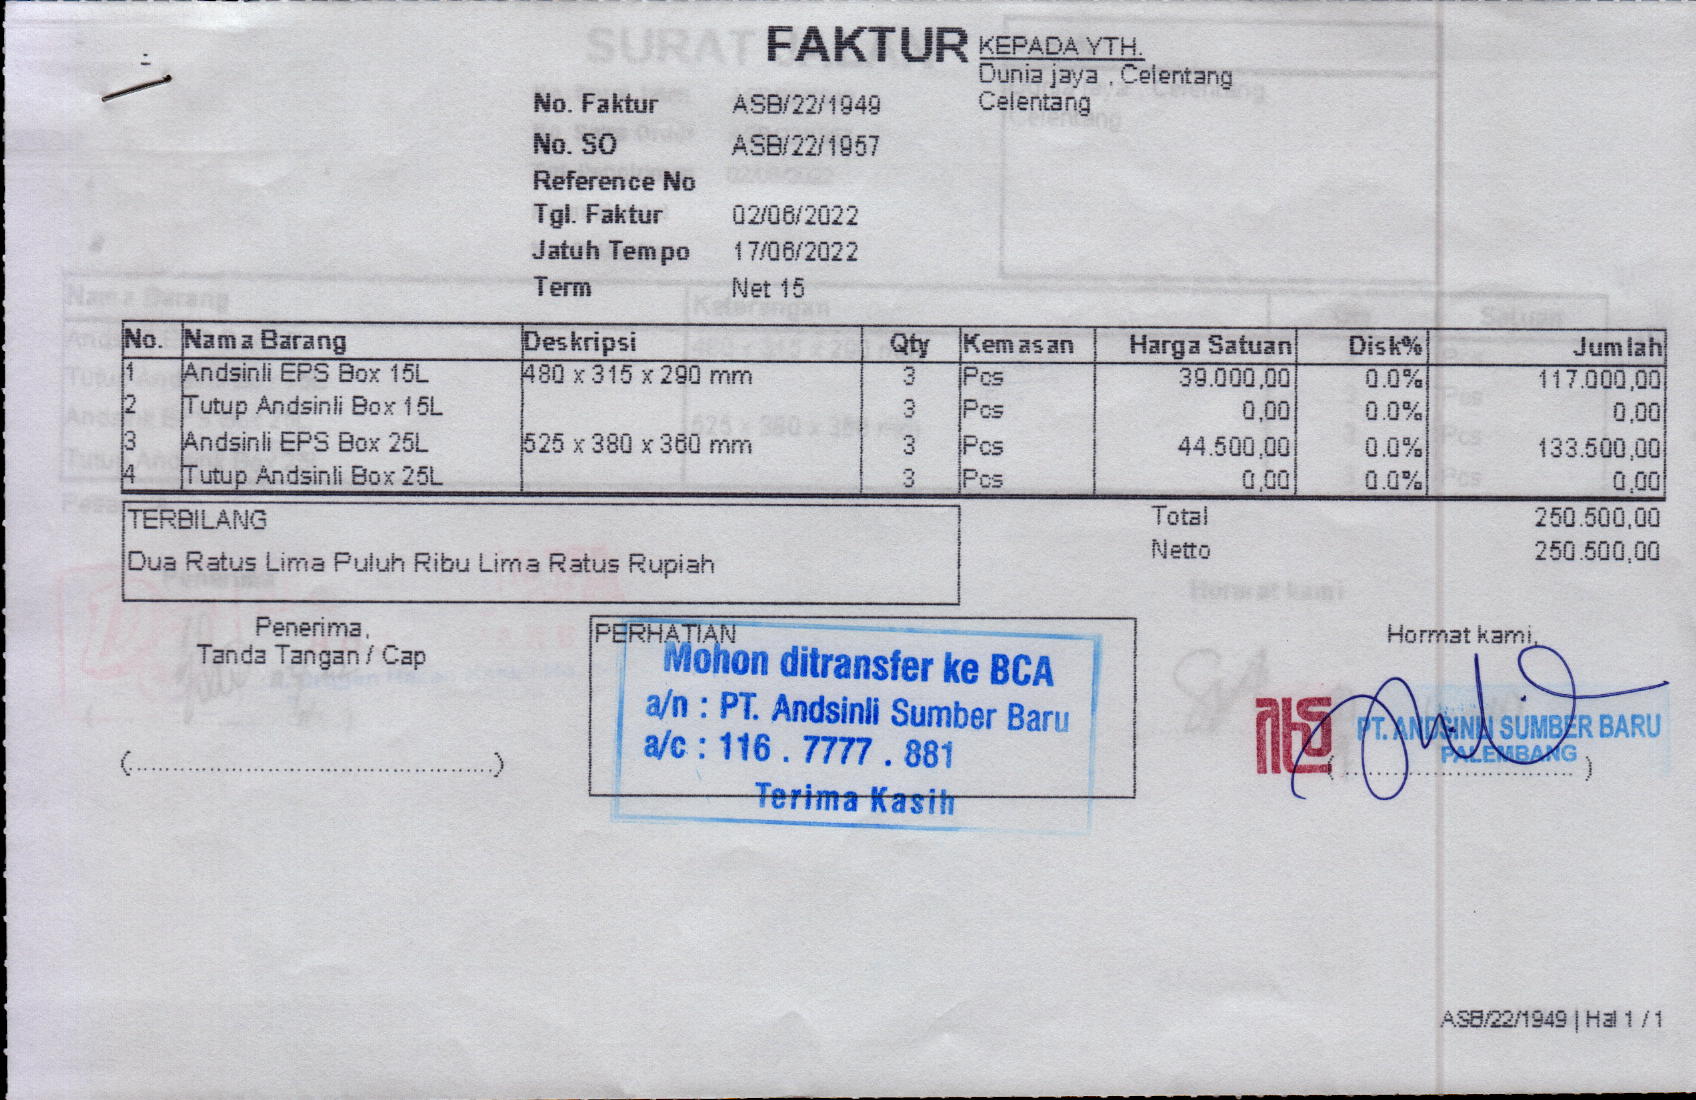 FAKTUR
KEPADA YTH.
Dunia jaya , Celentang
Celentang
No. Faktur ASB/22/1949
No. SO ASB/22/1957
Reference No
Tgl. Faktur 02/06/2022
Jatuh Tempo 17/06/2022
Term Net 15
No. Nama Barang Deskripsi Qty Kemasan Harga Satuan Disk% Jumlah
1 Andsinli EPS Box 15L 480 x 315 x 290 mm 3 Pcs 39.000,00 0.0% 117.000,00
2 Tutup Andsinli Box 15L 3 Pcs 0,00 0.0% 0,00
3 Andsinli EPS Box 25L 525 x 380 x 360 mm 3 Pcs 44.500,00 0.0% 133.500,00
4 Tutup Andsinli Box 25L 3 Pcs 0,00 0.0% 0,00
TERBILANG
Dua Ratus Lima Puluh Ribu Lima Ratus Rupiah
Total 250.500,00
Netto 250.500,00
Penerima,
Tanda Tangan / Cap
(................................................)
PERHATIAN
Mohon ditransfer ke BCA
a/n : PT. Andsinli Sumber Baru
a/c : 116 . 7777 . 881
Terima Kasih
Hormat kami,
PT. ANDSINLI SUMBER BARU
PALEMBANG
( .............................. )
ASB/22/1949 | Hal 1 / 1